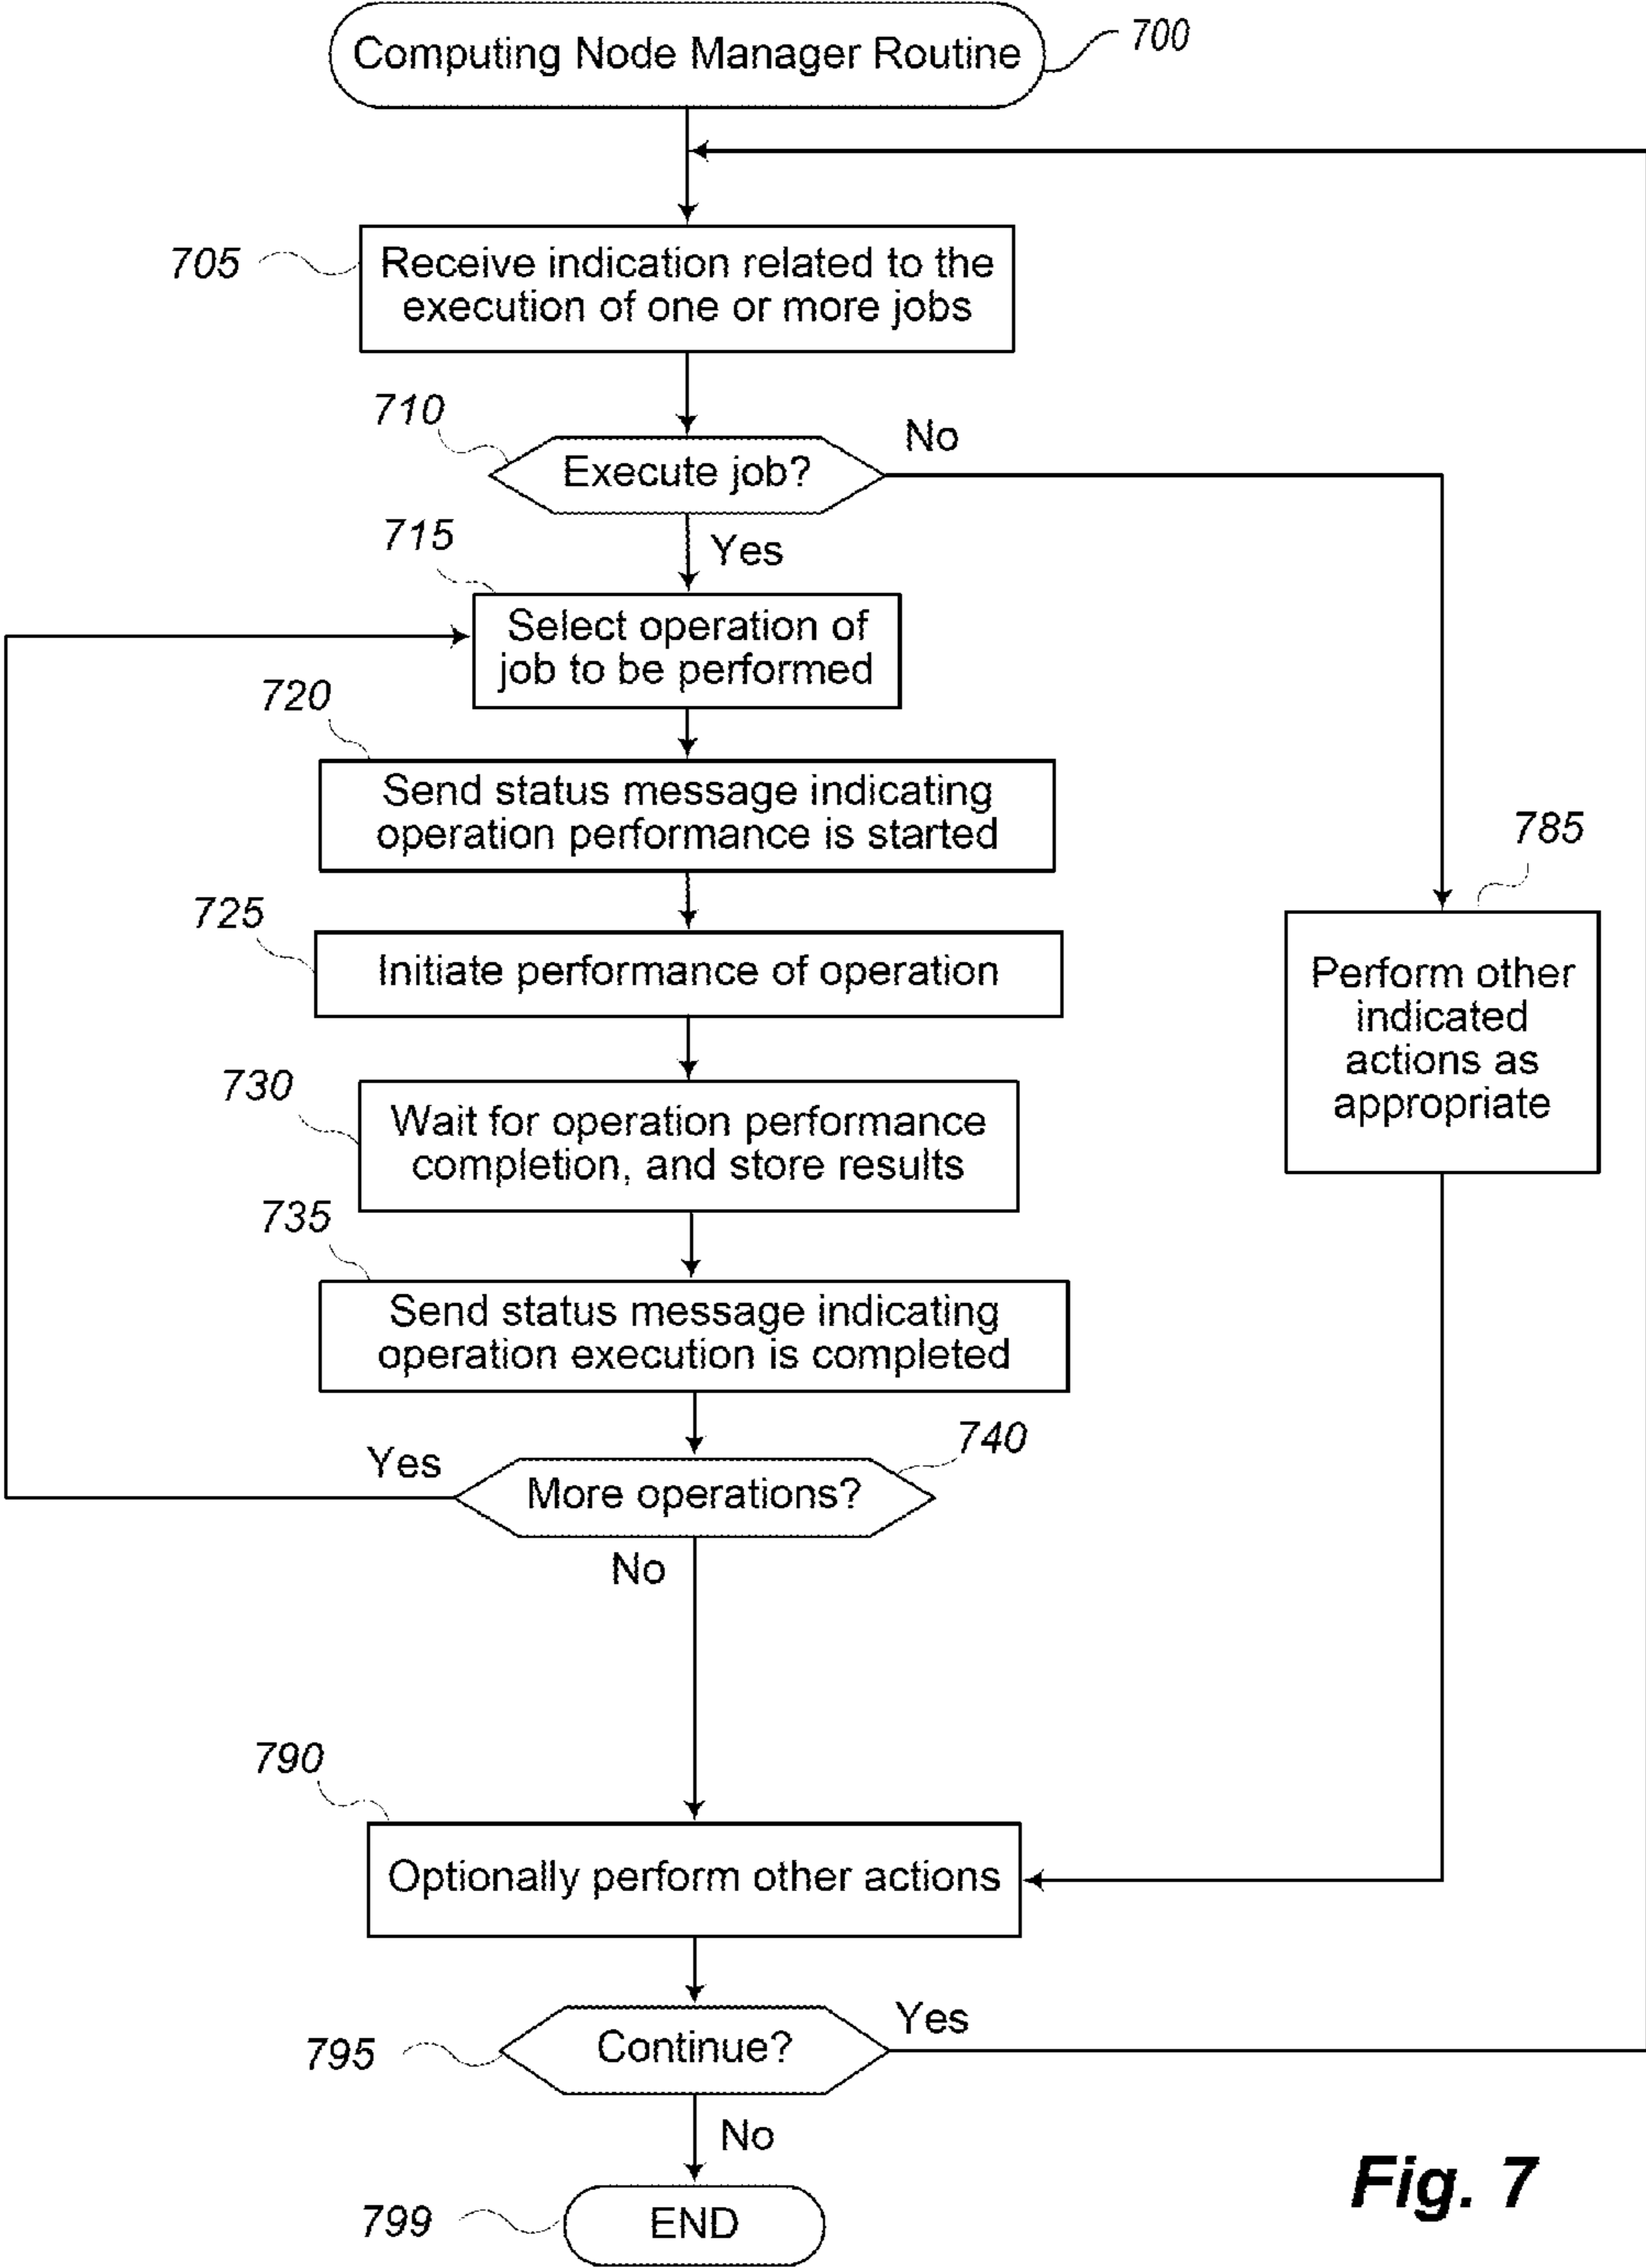 Computing Node Manager Routine
700
705
Receive indication related to the
execution of one or more jobs
710
Execute job?
No
Yes
715
Select operation of
job to be performed
720
Send status message indicating
operation performance is started
725
Initiate performance of operation
785
Perform other
indicated
actions as
appropriate
730
Wait for operation performance
completion, and store results
735
Send status message indicating
operation execution is completed
740
More operations?
Yes
No
790
Optionally perform other actions
795
Continue?
Yes
No
799
END
Fig. 7